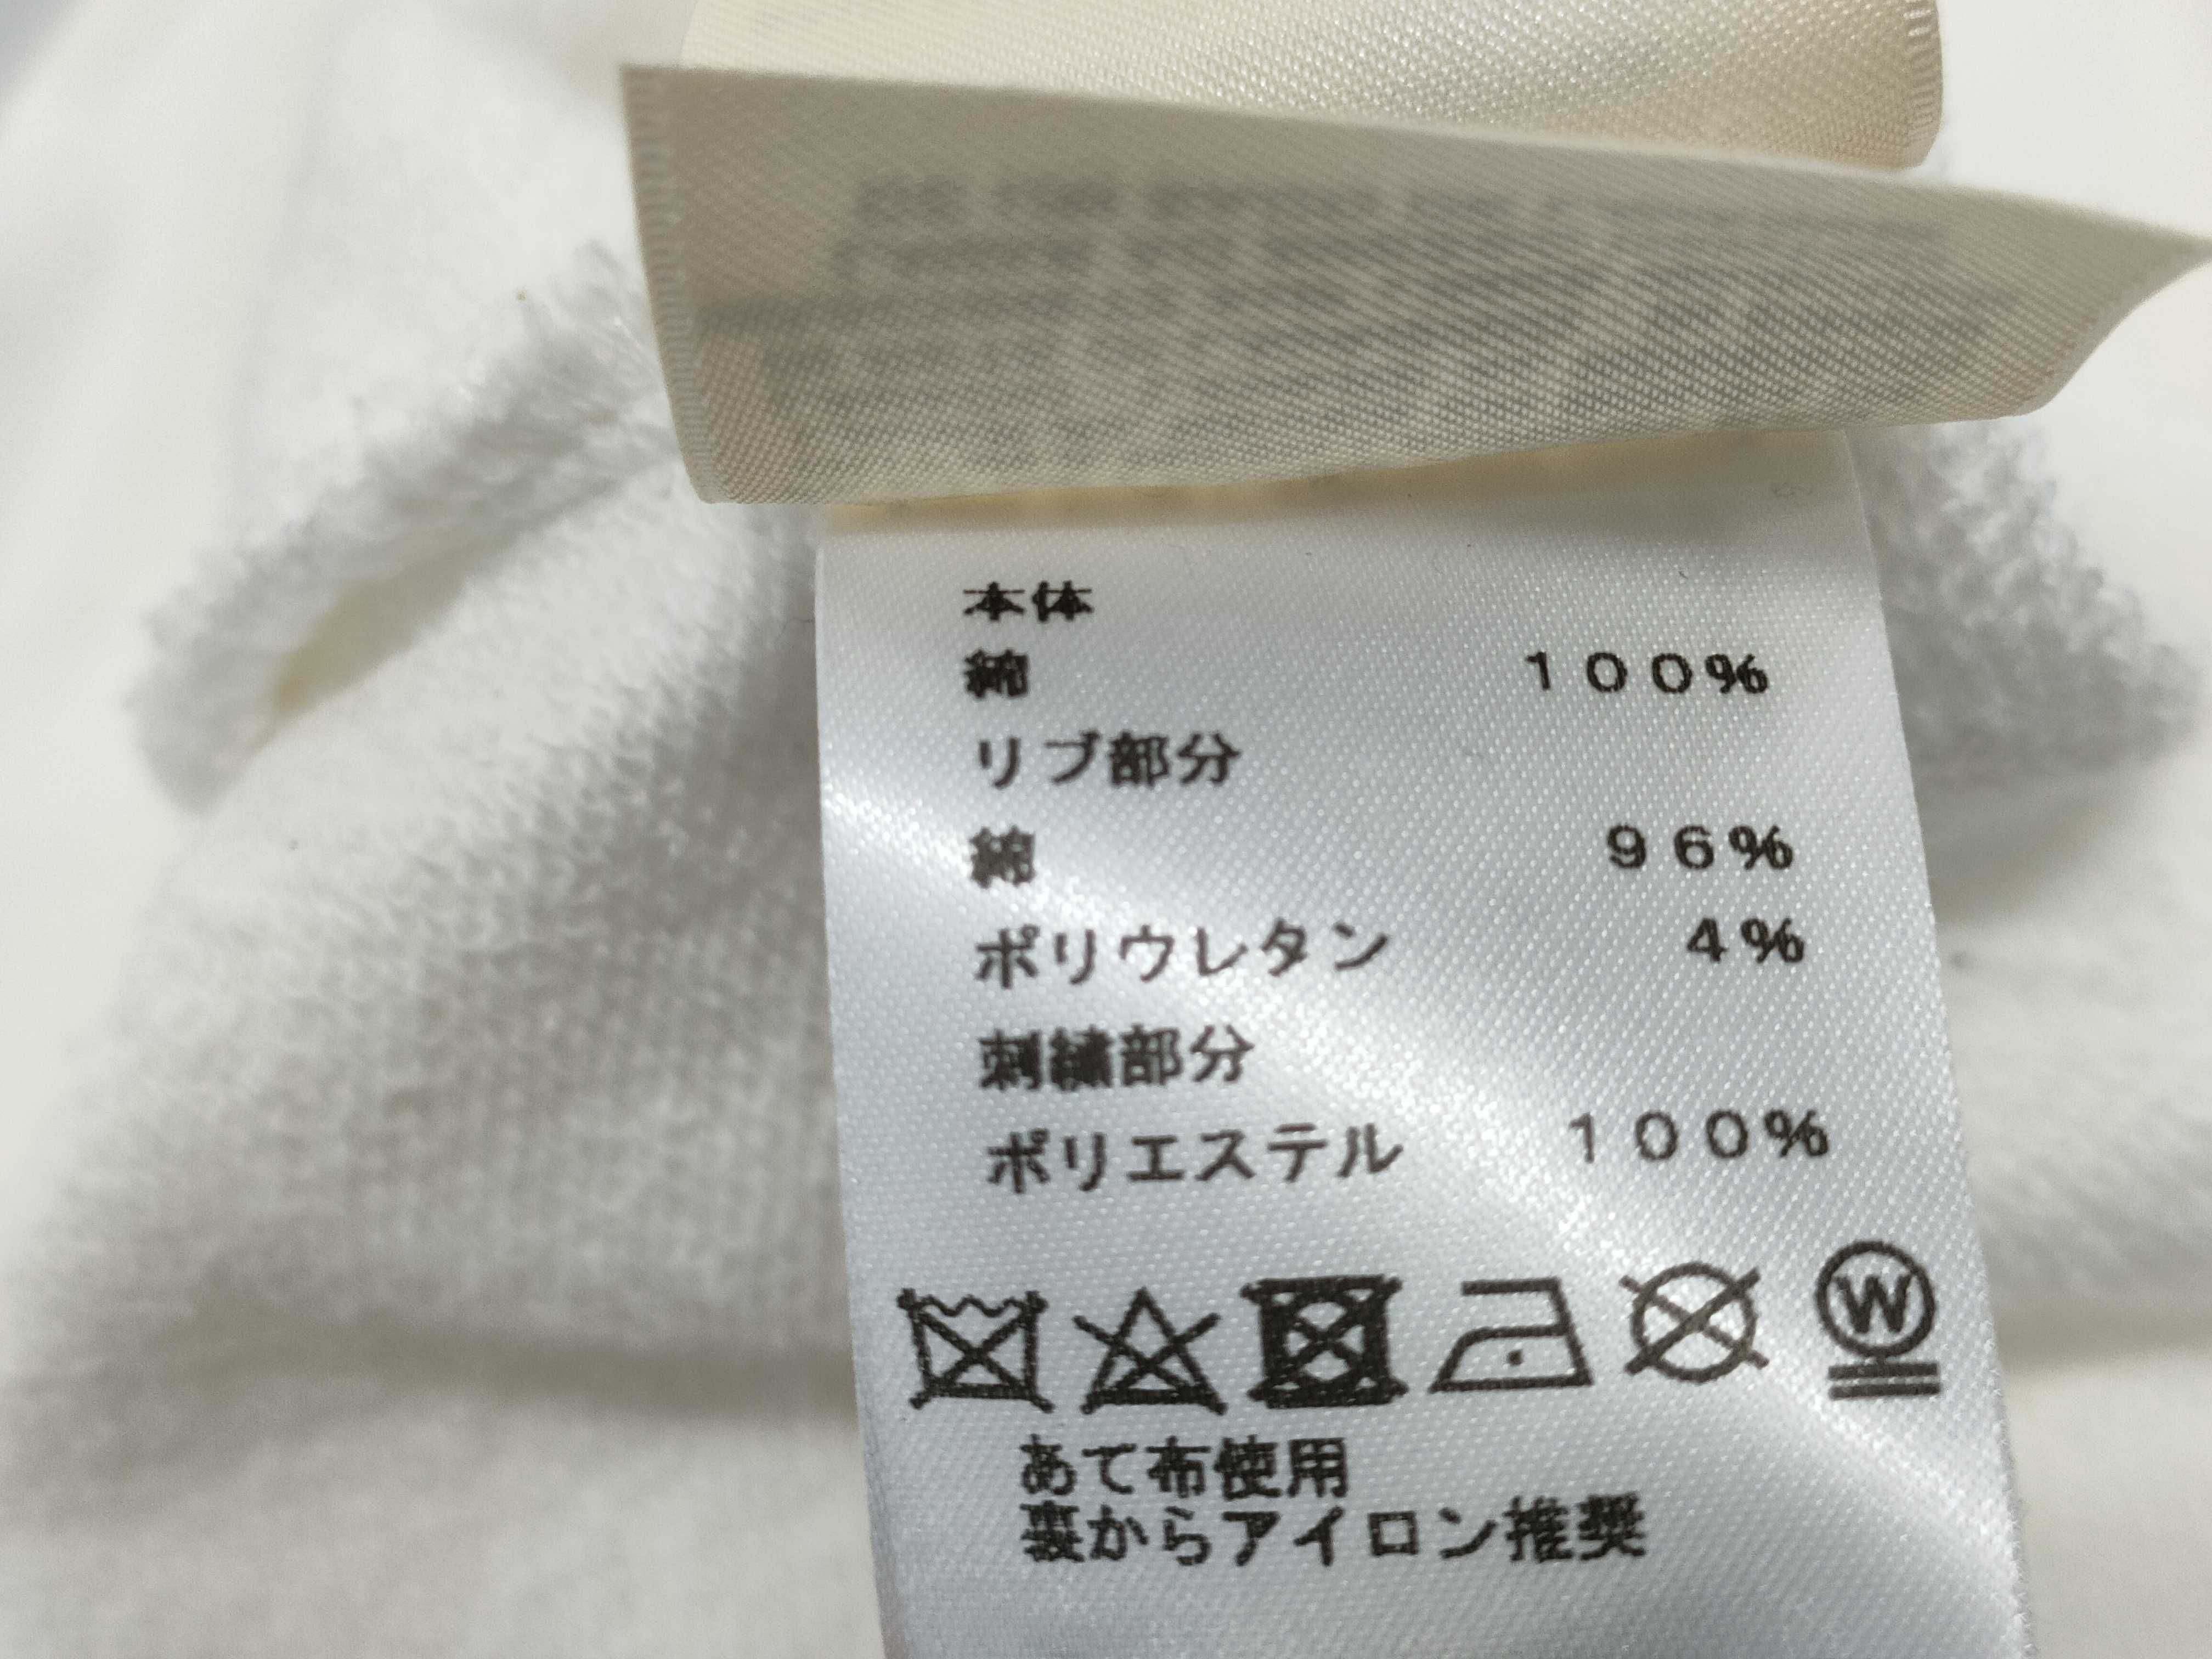 本体
綿 100%
リブ部分
綿 96%
ポリウレタン 4%
刺繍部分
ポリエステル 100%
W
あて布使用
裏からアイロン推奨